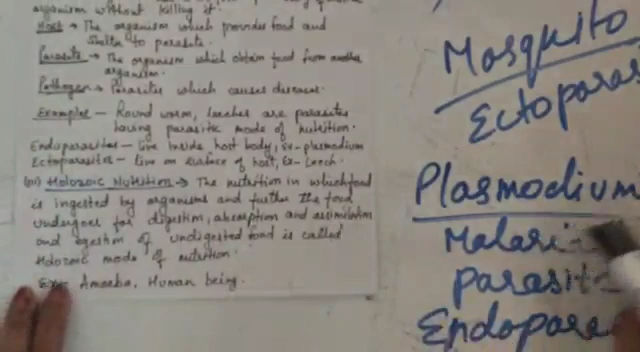 organism without killing it.
Host → The organism which provides food and
shelter to parasite.
Parasite → The organism which obtain food from another
organism.
Pathogen → Parasites which causes disease.
Examples — Round worm, leeches are parasites
having parasitic mode of nutrition.
Endoparasites — live inside host body, Ex - plasmodium
Ectoparasites — live on surface of host, Ex - Leech.
(iii) Holozoic Nutrition → The nutrition in which food
is ingested by organisms and further the food
undergoes for digestion, absorption and assimilation
and egestion of undigested food is called
Holozoic mode of nutrition.
Amoeba, Human being.
Mosquito
Ectoparas
Plasmodium
Malari
parasit
Endopara